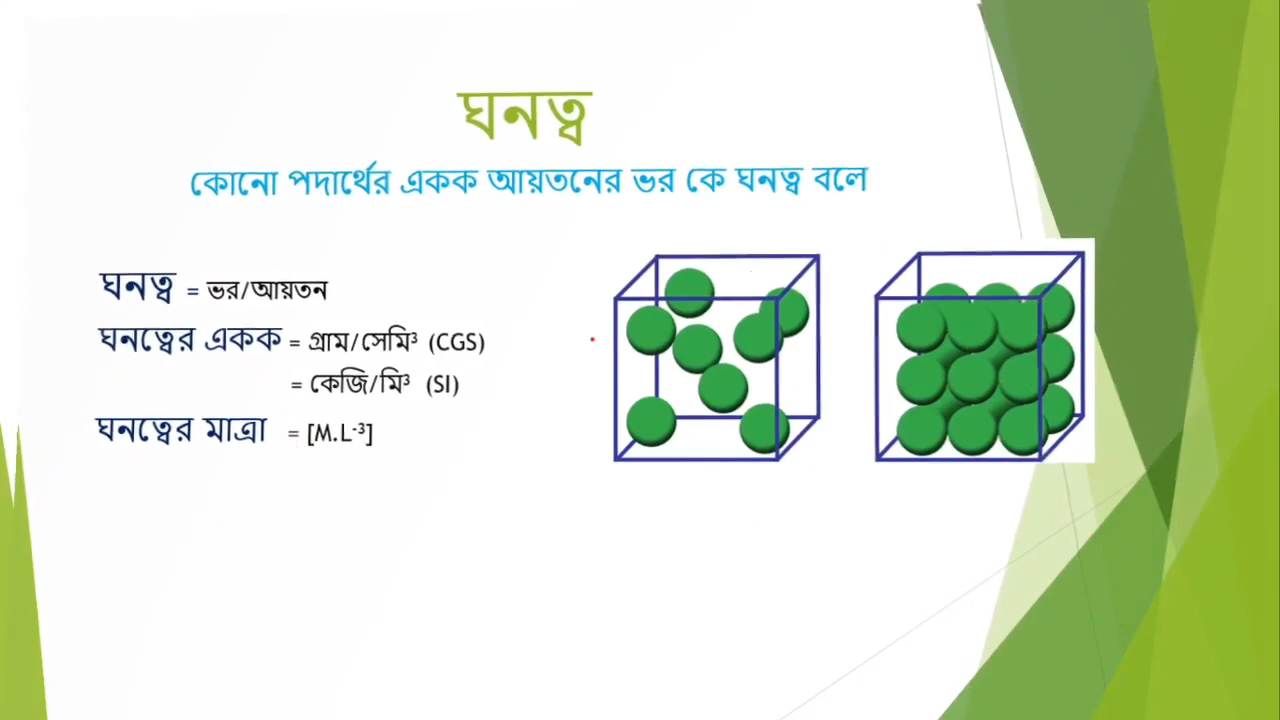 ঘনত্ব
কোনো পদার্থের একক আয়তনের ভর কে ঘনত্ব বলে
ঘনত্ব = ভর/আয়তন
ঘনত্বের একক = গ্রাম/সেমি³ (CGS)
= কেজি/মি³ (SI)
ঘনত্বের মাত্রা = [M.L⁻³]